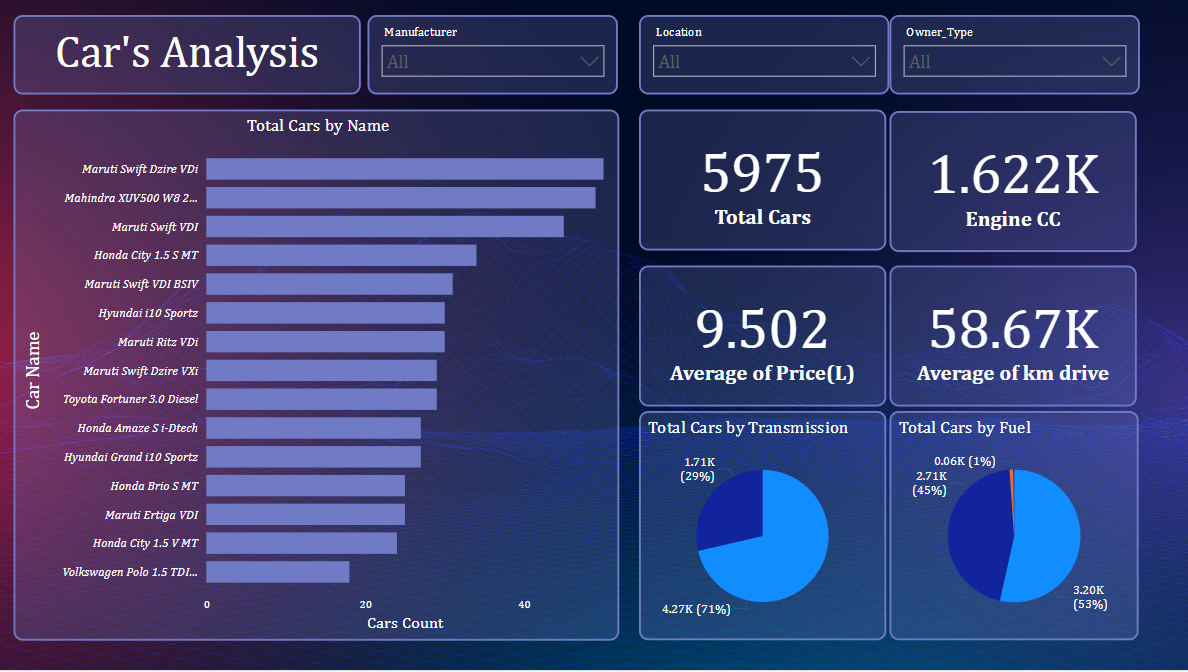 Car's Analysis
Manufacturer
All
Location
All
Owner_Type
All
Total Cars by Name
Car Name
Maruti Swift Dzire VDi
Mahindra XUV500 W8 2...
Maruti Swift VDI
Honda City 1.5 S MT
Maruti Swift VDI BSIV
Hyundai i10 Sportz
Maruti Ritz VDi
Maruti Swift Dzire VXi
Toyota Fortuner 3.0 Diesel
Honda Amaze S i-Dtech
Hyundai Grand i10 Sportz
Honda Brio S MT
Maruti Ertiga VDI
Honda City 1.5 V MT
Volkswagen Polo 1.5 TDI...
0 20 40
Cars Count
5975
Total Cars
1.622K
Engine CC
9.502
Average of Price(L)
58.67K
Average of km drive
Total Cars by Transmission
1.71K
(29%)
4.27K (71%)
Total Cars by Fuel
0.06K (1%)
2.71K
(45%)
3.20K
(53%)